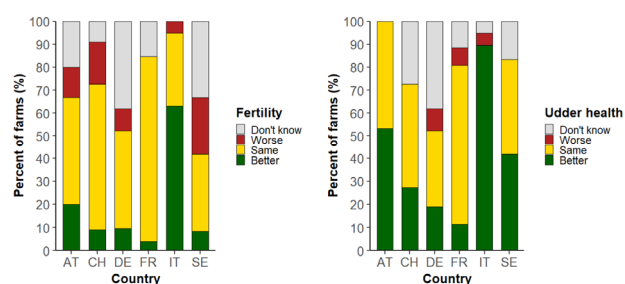 100
90
80
70
60
50
40
30
20
10
0
Percent of farms (%)
AT CH DE FR IT SE
Country
Fertility
Don't know
Worse
Same
Better
100
90
80
70
60
50
40
30
20
10
0
Percent of farms (%)
AT CH DE FR IT SE
Country
Udder health
Don't know
Worse
Same
Better